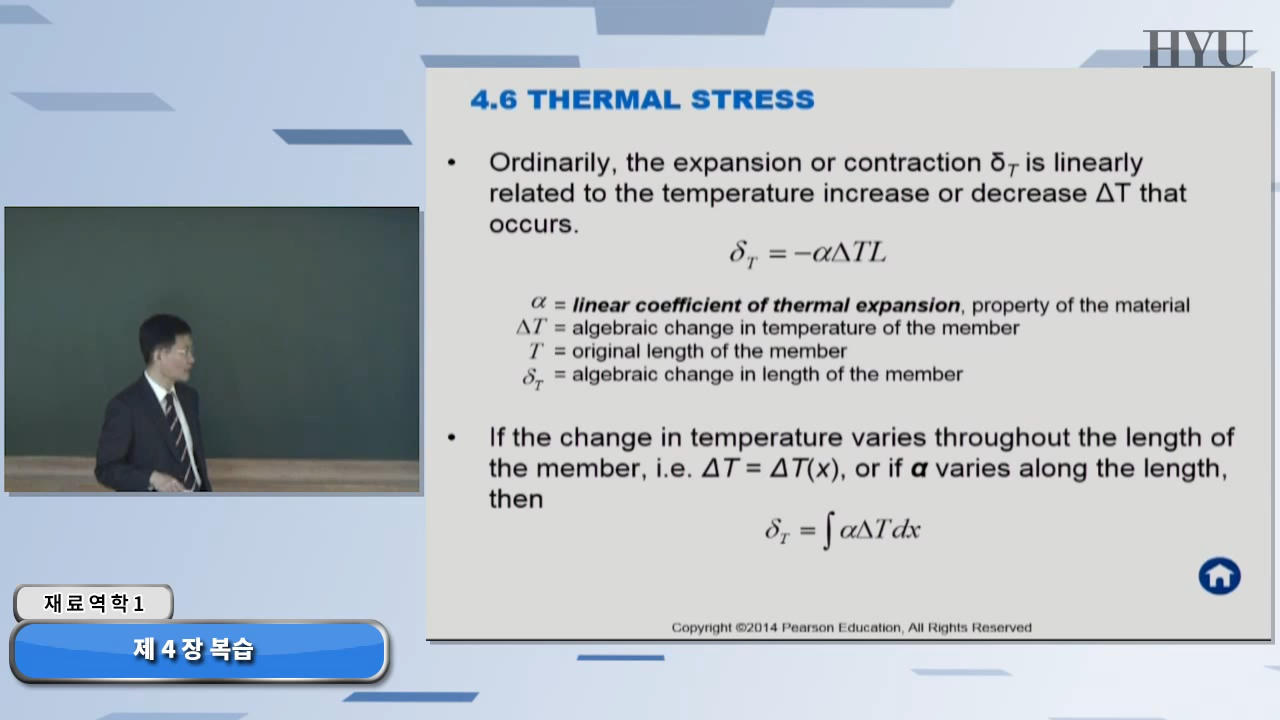 HYU
4.6 THERMAL STRESS
• Ordinarily, the expansion or contraction δ_T is linearly
related to the temperature increase or decrease ΔT that
occurs.
δ_T = −αΔTL
α = linear coefficient of thermal expansion, property of the material
ΔT = algebraic change in temperature of the member
T = original length of the member
δ_T = algebraic change in length of the member
• If the change in temperature varies throughout the length of
the member, i.e. ΔT = ΔT(x), or if α varies along the length,
then
δ_T = ∫ αΔTdx
Copyright ©2014 Pearson Education, All Rights Reserved
재료역학1
제 4 장 복습